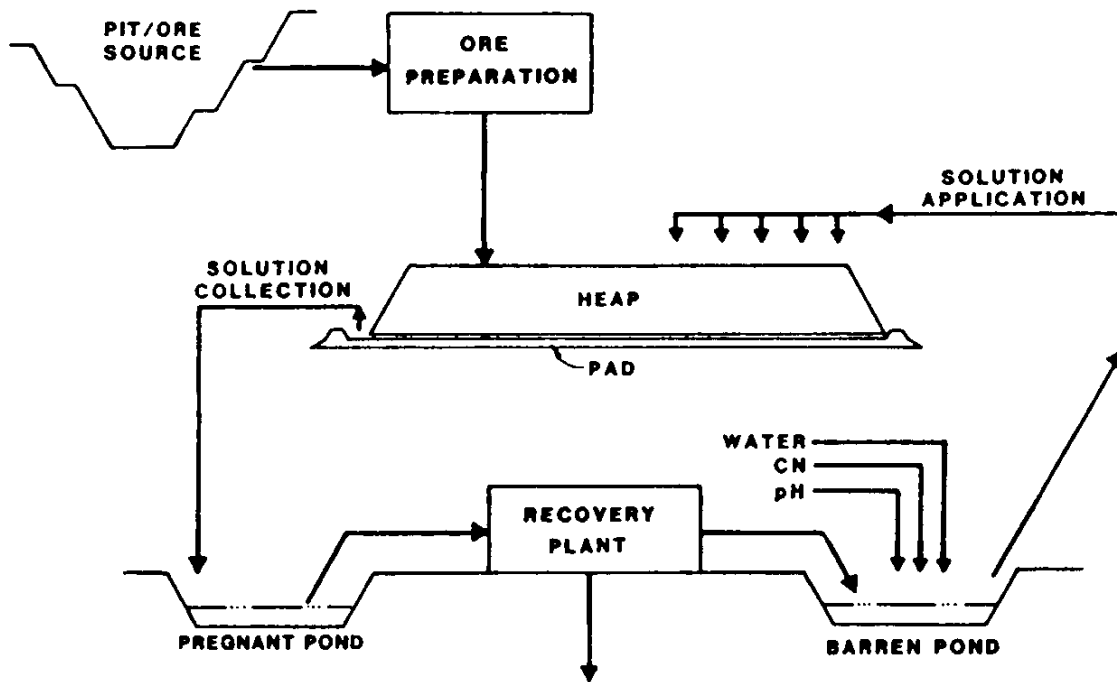 PIT/ORE
SOURCE
ORE
PREPARATION
SOLUTION
APPLICATION
SOLUTION
COLLECTION
HEAP
PAD
WATER
CN
pH
RECOVERY
PLANT
PREGNANT POND
BARREN POND